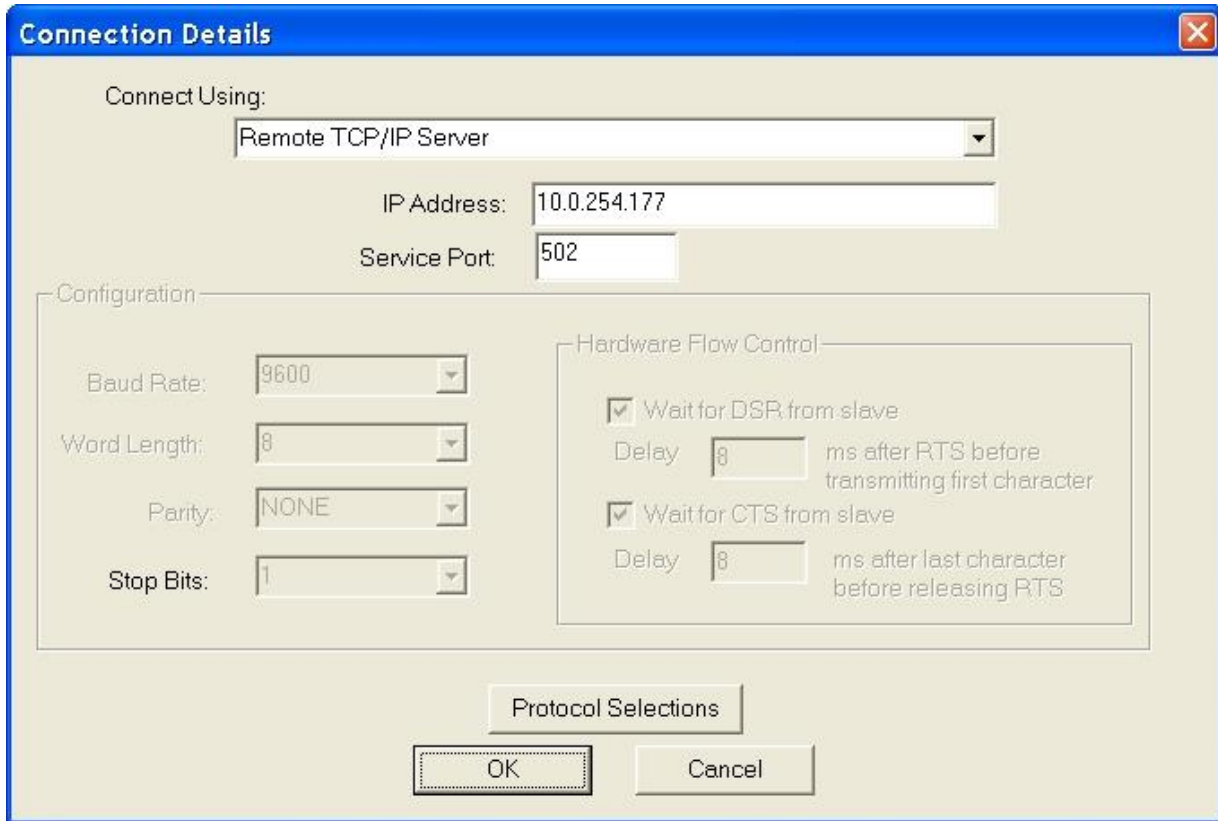 Connection Details
Connect Using:
Remote TCP/IP Server
IP Address: 10.0.254.177
Service Port: 502
Configuration
Baud Rate: 9600
Word Length: 8
Parity: NONE
Stop Bits: 1
Hardware Flow Control
Wait for DSR from slave
Delay 8 ms after RTS before
transmitting first character
Wait for CTS from slave
Delay 8 ms after last character
before releasing RTS
Protocol Selections
OK Cancel